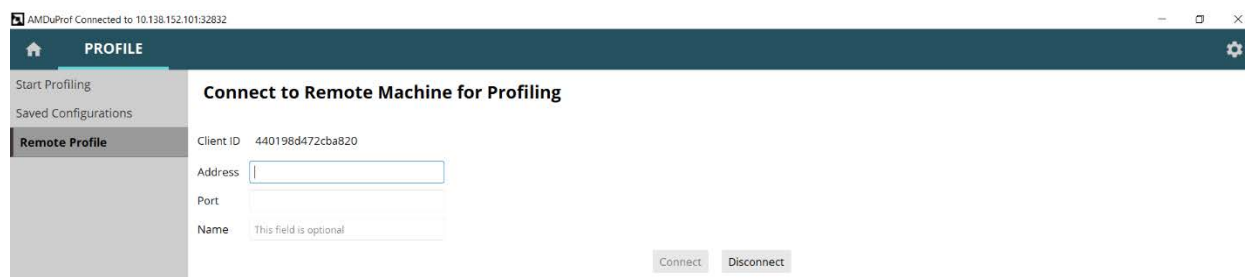 AMDuProf Connected to 10.138.152.101:32832
PROFILE
Start Profiling
Saved Configurations
Remote Profile
Connect to Remote Machine for Profiling
Client ID 440198d472cba820
Address
Port
Name This field is optional
Connect Disconnect